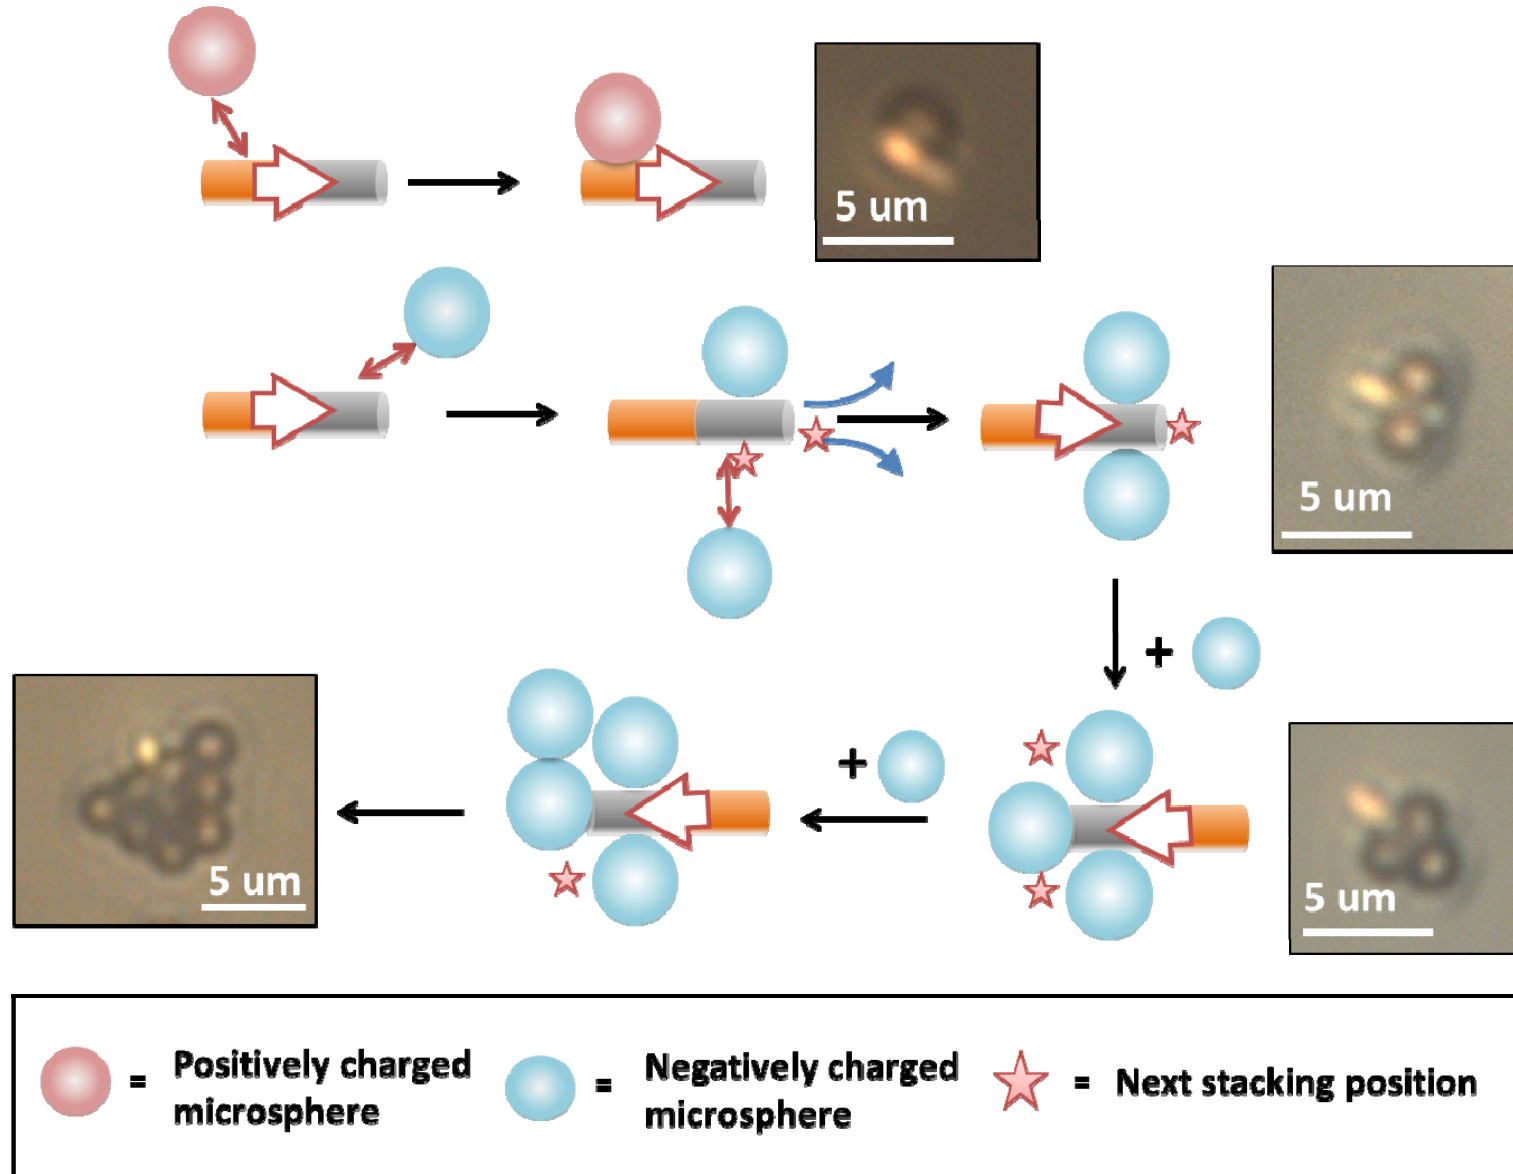 5 um
5 um
+
+
5 um
5 um
= Positively charged
microsphere
= Negatively charged
microsphere
= Next stacking position